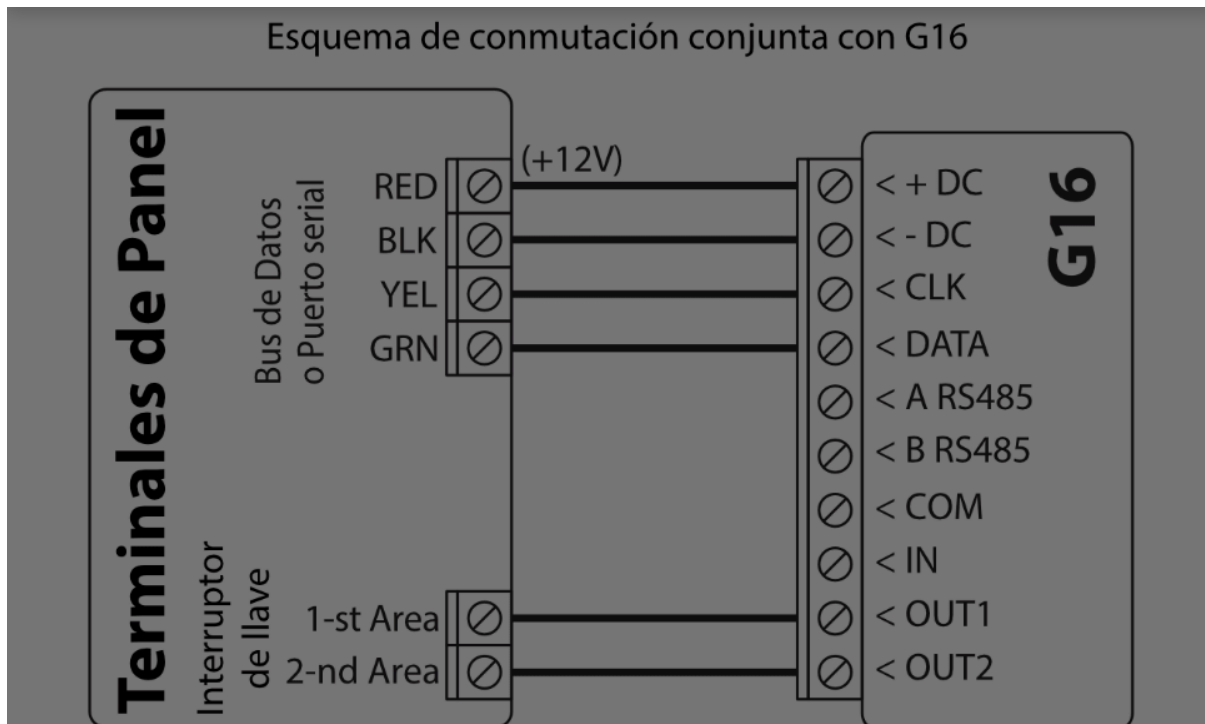 Esquema de conmutación conjunta con G16
Terminales de Panel
Bus de Datos
o Puerto serial
RED
BLK
YEL
GRN
(+12V)
Interruptor
de llave
1-st Area
2-nd Area
< + DC
< - DC
< CLK
< DATA
< A RS485
< B RS485
< COM
< IN
< OUT1
< OUT2
G16